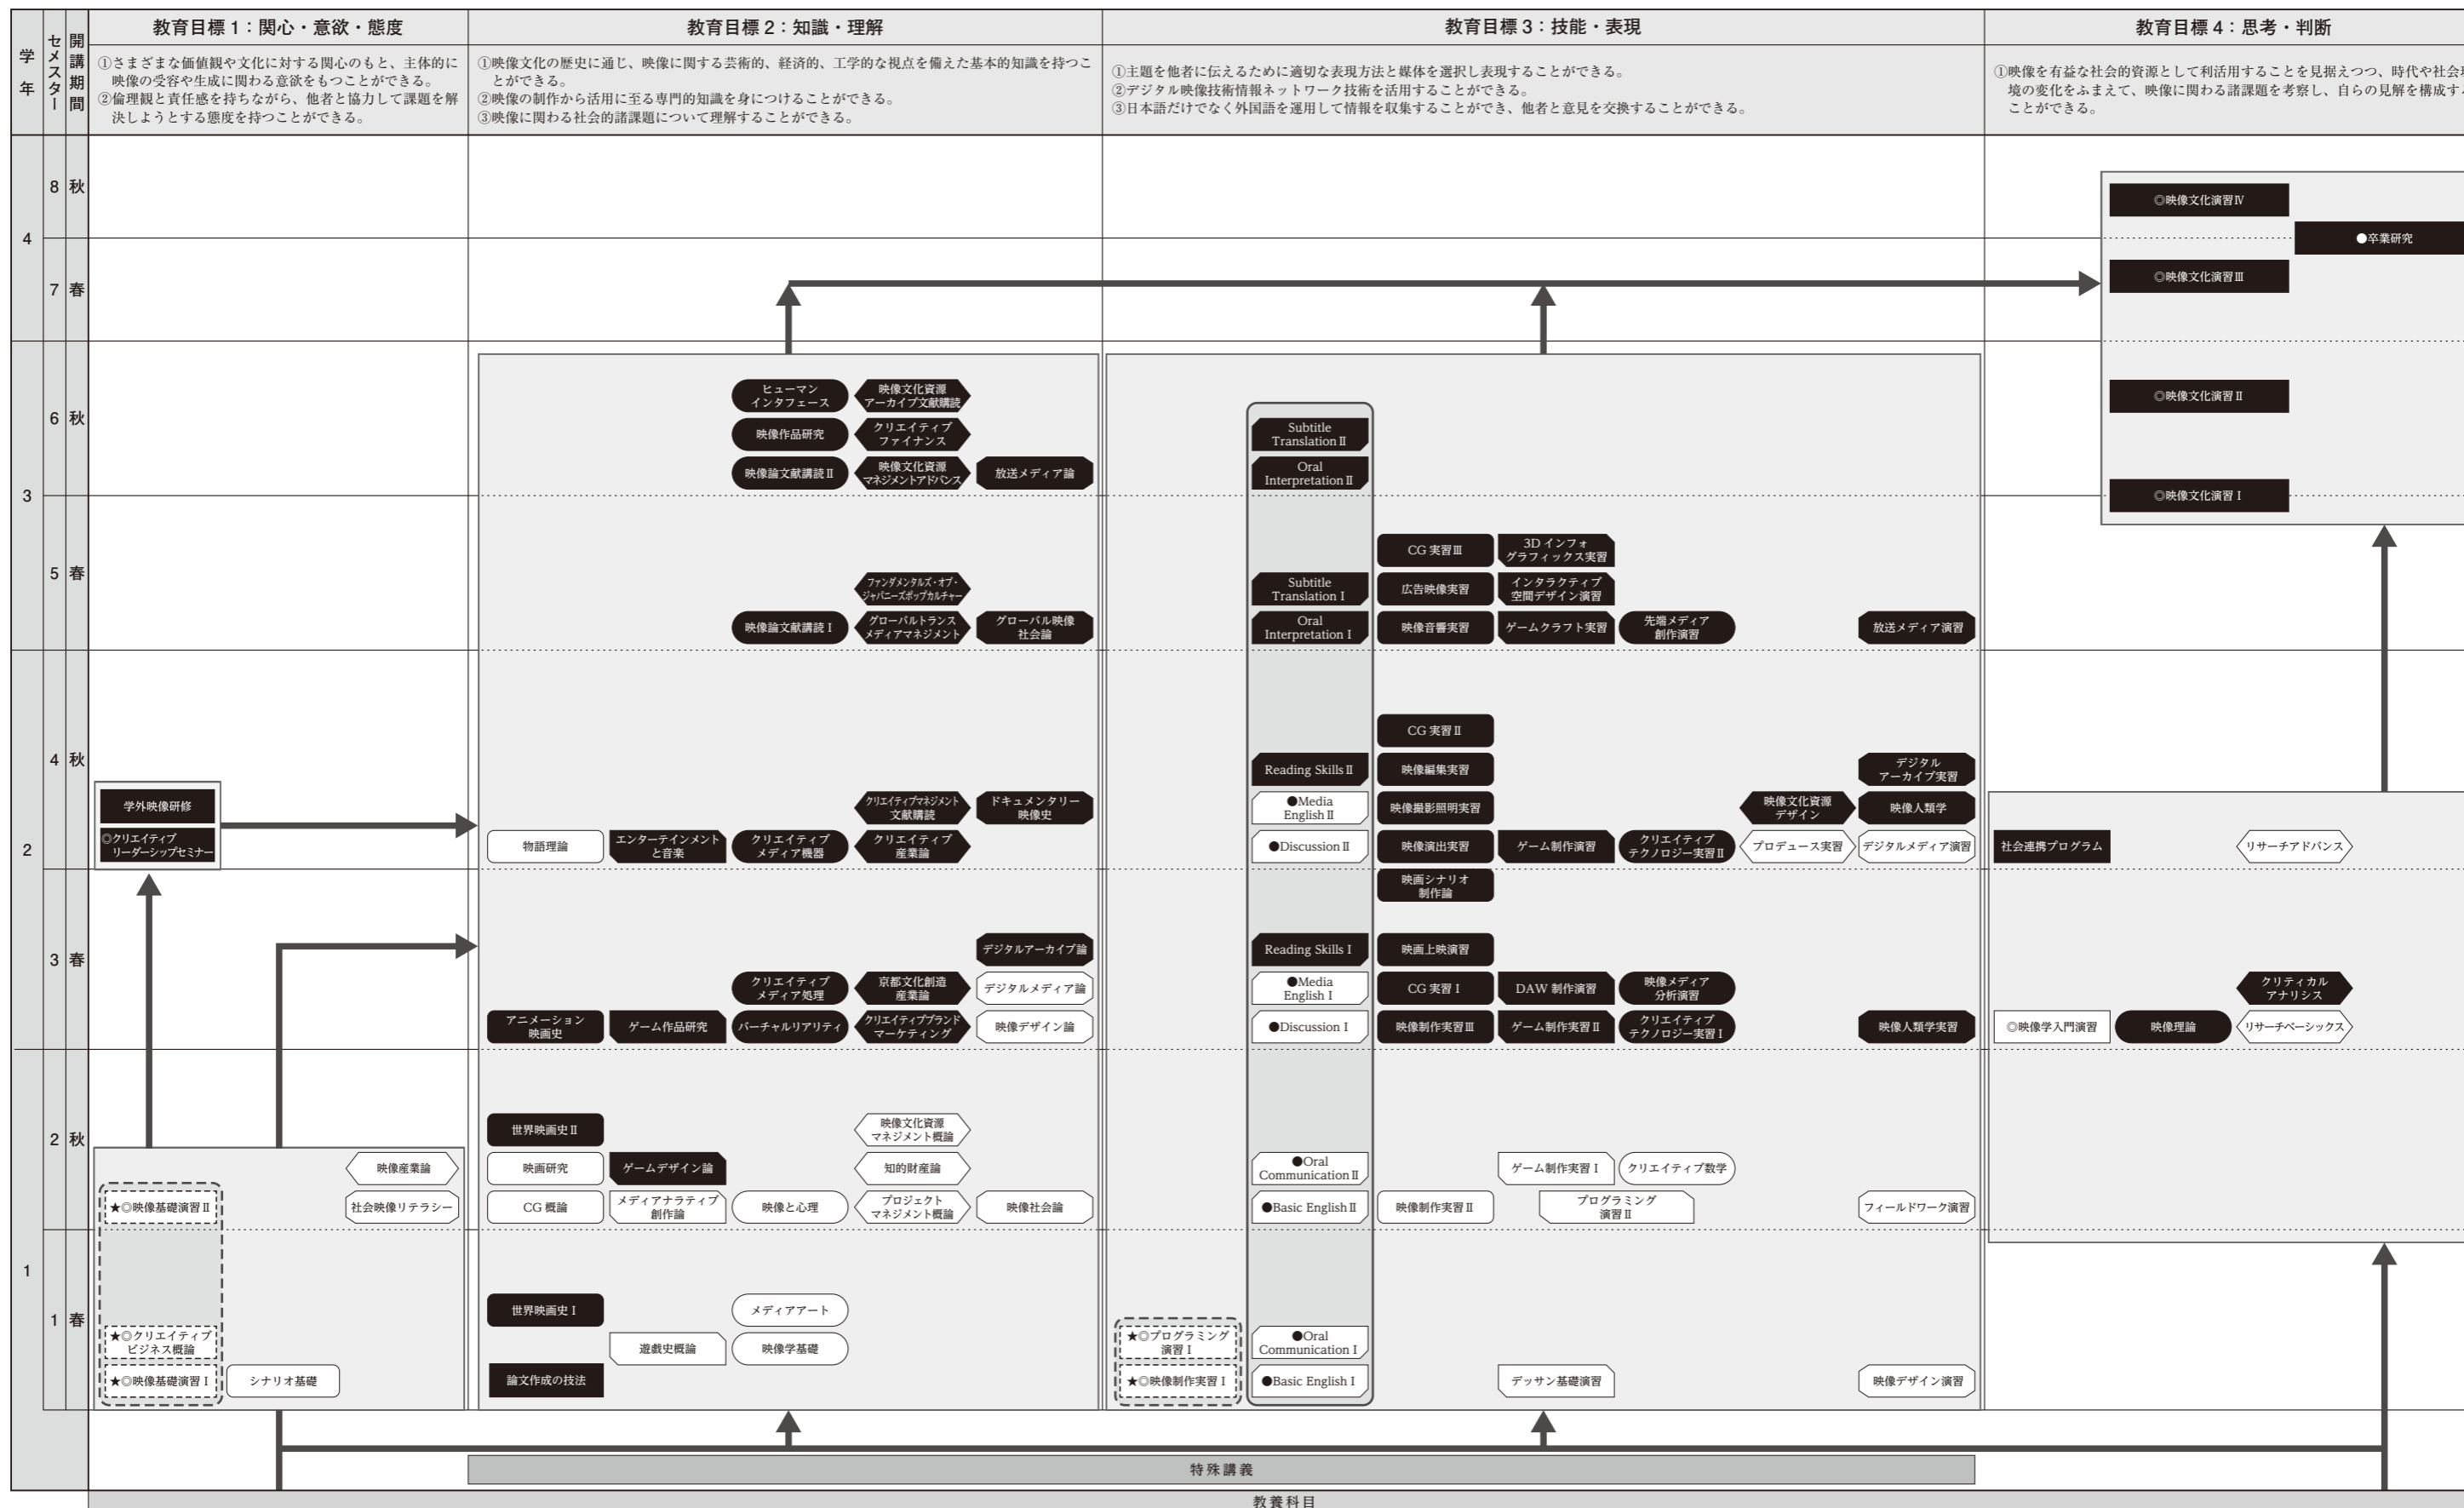 学年
セメスター
開講期間
教育目標 1：関心・意欲・態度
教育目標 2：知識・理解
教育目標 3：技能・表現
教育目標 4：思考・判断
①さまざまな価値観や文化に対する関心のもと、主体的に
映像の受容や生成に関わる意欲をもつことができる。
②倫理観と責任感を持ちながら、他者と協力して課題を解
決しようとする態度を持つことができる。
①映像文化の歴史に通じ、映像に関する芸術的、経済的、工学的な視点を備えた基本的知識を持つこ
とができる。
②映像の制作から活用に至る専門的知識を身につけることができる。
③映像に関わる社会的諸課題について理解することができる。
①主題を他者に伝えるために適切な表現方法と媒体を選択し表現することができる。
②デジタル映像技術情報ネットワーク技術を活用することができる。
③日本語だけでなく外国語を運用して情報を収集することができ、他者と意見を交換することができる。
①映像を有益な社会的資源として利活用することを見据えつつ、時代や社会
境の変化をふまえて、映像に関わる諸課題を考察し、自らの見解を構成す
ことができる。
4
8 秋
◎映像文化演習Ⅳ
●卒業研究
7 春
◎映像文化演習Ⅲ
3
6 秋
ヒューマン
インタフェース
映像文化資源
アーカイブ文献購読
◎映像文化演習Ⅱ
映像作品研究
クリエイティブ
ファイナンス
Subtitle
Translation Ⅱ
映像論文献講読Ⅱ
映像文化資源
マネジメントアドバンス
放送メディア論
Oral
Interpretation Ⅱ
◎映像文化演習Ⅰ
5 春
CG 実習Ⅲ
3D インフォ
グラフィックス実習
ファンダメンタルズ・オブ・
ジャパニーズポップカルチャー
Subtitle
Translation Ⅰ
広告映像実習
インタラクティブ
空間デザイン演習
映像論文献講読Ⅰ
グローバルトランス
メディアマネジメント
グローバル映像
社会論
Oral
Interpretation Ⅰ
映像音響実習
ゲームクラフト実習
先端メディア
創作演習
放送メディア演習
2
4 秋
CG 実習Ⅱ
Reading Skills Ⅱ
映像編集実習
デジタル
アーカイブ実習
学外映像研修
クリエイティブマネジメント
文献購読
ドキュメンタリー
映像史
●Media
English Ⅱ
映像撮影照明実習
映像文化資源
デザイン
映像人類学
◎クリエイティブ
リーダーシップセミナー
物語理論
エンターテインメント
と音楽
クリエイティブ
メディア機器
クリエイティブ
産業論
●Discussion Ⅱ
映像演出実習
ゲーム制作演習
クリエイティブ
テクノロジー実習Ⅱ
プロデュース実習
デジタルメディア演習
社会連携プログラム
リサーチアドバンス
映画シナリオ
制作論
3 春
デジタルアーカイブ論
Reading Skills Ⅰ
映画上映演習
クリエイティブ
メディア処理
京都文化創造
産業論
デジタルメディア論
●Media
English Ⅰ
CG 実習Ⅰ
DAW 制作演習
映像メディア
分析演習
クリティカル
アナリシス
アニメーション
映画史
ゲーム作品研究
バーチャルリアリティ
クリエイティブブランド
マーケティング
映像デザイン論
●Discussion Ⅰ
映像制作実習Ⅲ
ゲーム制作実習Ⅱ
クリエイティブ
テクノロジー実習Ⅰ
映像人類学実習
◎映像学入門演習
映像理論
リサーチベーシックス
1
2 秋
世界映画史Ⅱ
映像文化資源
マネジメント概論
映像産業論
映画研究
ゲームデザイン論
知的財産論
●Oral
Communication Ⅱ
ゲーム制作実習Ⅰ
クリエイティブ数学
★◎映像基礎演習Ⅱ
社会映像リテラシー
CG 概論
メディアナラティブ
創作論
映像と心理
プロジェクト
マネジメント概論
映像社会論
●Basic English Ⅱ
映像制作実習Ⅱ
プログラミング
演習Ⅱ
フィールドワーク演習
1 春
世界映画史Ⅰ
メディアアート
★◎クリエイティブ
ビジネス概論
遊戯史概論
映像学基礎
★◎プログラミング
演習Ⅰ
●Oral
Communication Ⅰ
★◎映像基礎演習Ⅰ
シナリオ基礎
論文作成の技法
★◎映像制作実習Ⅰ
●Basic English Ⅰ
デッサン基礎演習
映像デザイン演習
特殊講義
教養科目